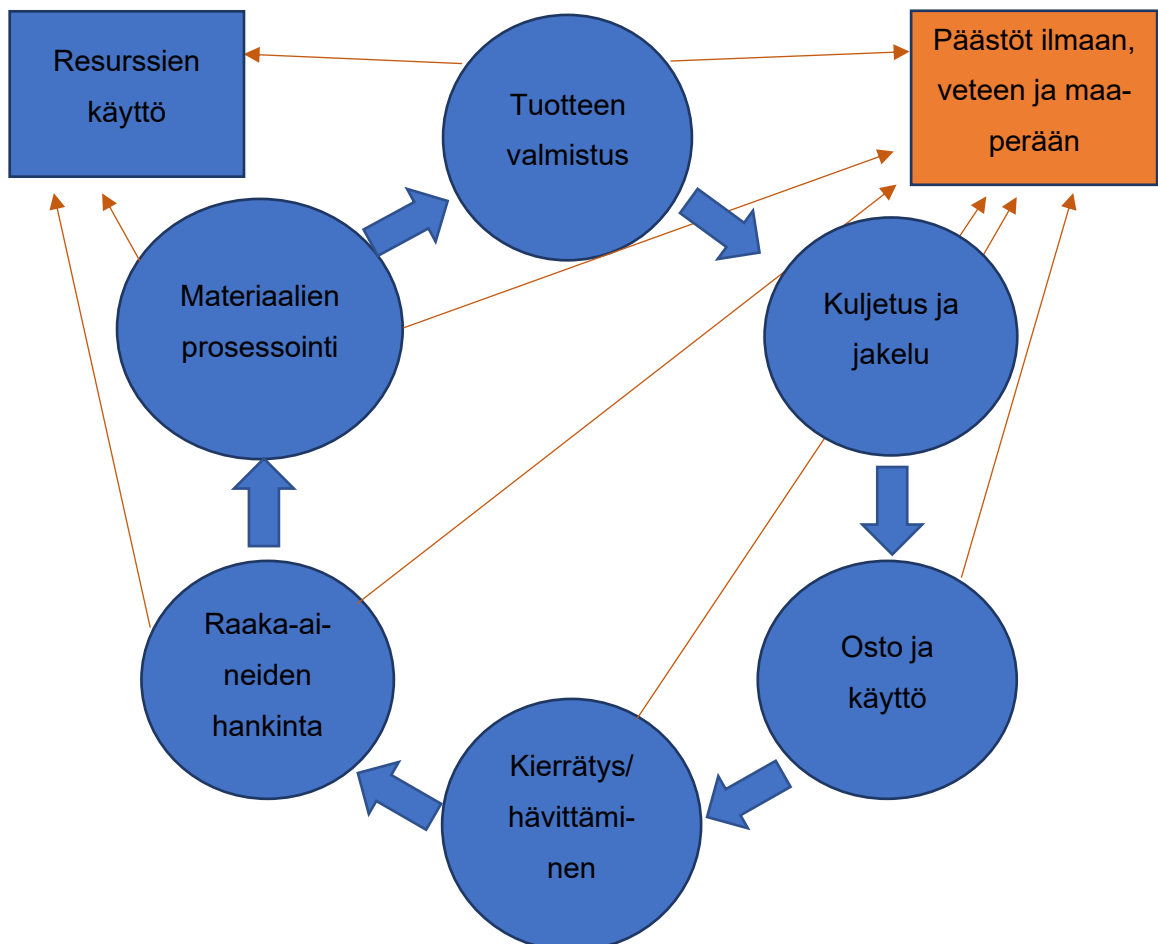 Resurssien
käyttö
Tuotteen
valmistus
Päästöt ilmaan,
veteen ja maa-
perään
Materiaalien
prosessointi
Kuljetus ja
jakelu
Raaka-ai-
neiden
hankinta
Osto ja
käyttö
Kierrätys/
hävittämi-
nen